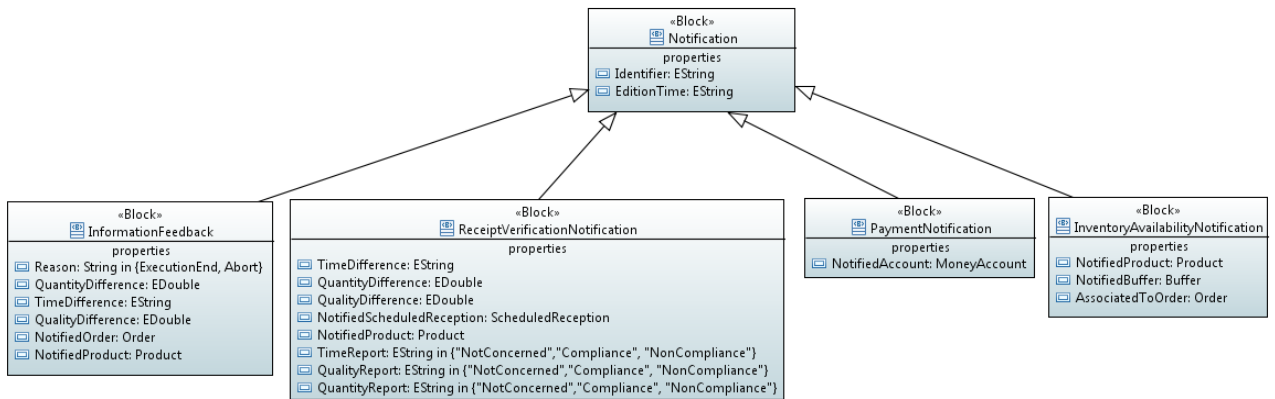 «Block»
Notification
properties
Identifier: EString
EditionTime: EString
«Block»
InformationFeedback
properties
Reason: String in {ExecutionEnd, Abort}
QuantityDifference: EDouble
TimeDifference: EString
QualityDifference: EDouble
NotifiedOrder: Order
NotifiedProduct: Product
«Block»
ReceiptVerificationNotification
properties
TimeDifference: EString
QuantityDifference: EDouble
QualityDifference: EDouble
NotifiedScheduledReception: ScheduledReception
NotifiedProduct: Product
TimeReport: EString in {"NotConcerned","Compliance", "NonCompliance"}
QualityReport: EString in {"NotConcerned","Compliance", "NonCompliance"}
QuantityReport: EString in {"NotConcerned","Compliance", "NonCompliance"}
«Block»
PaymentNotification
properties
NotifiedAccount: MoneyAccount
«Block»
InventoryAvailabilityNotification
properties
NotifiedProduct: Product
NotifiedBuffer: Buffer
AssociatedToOrder: Order